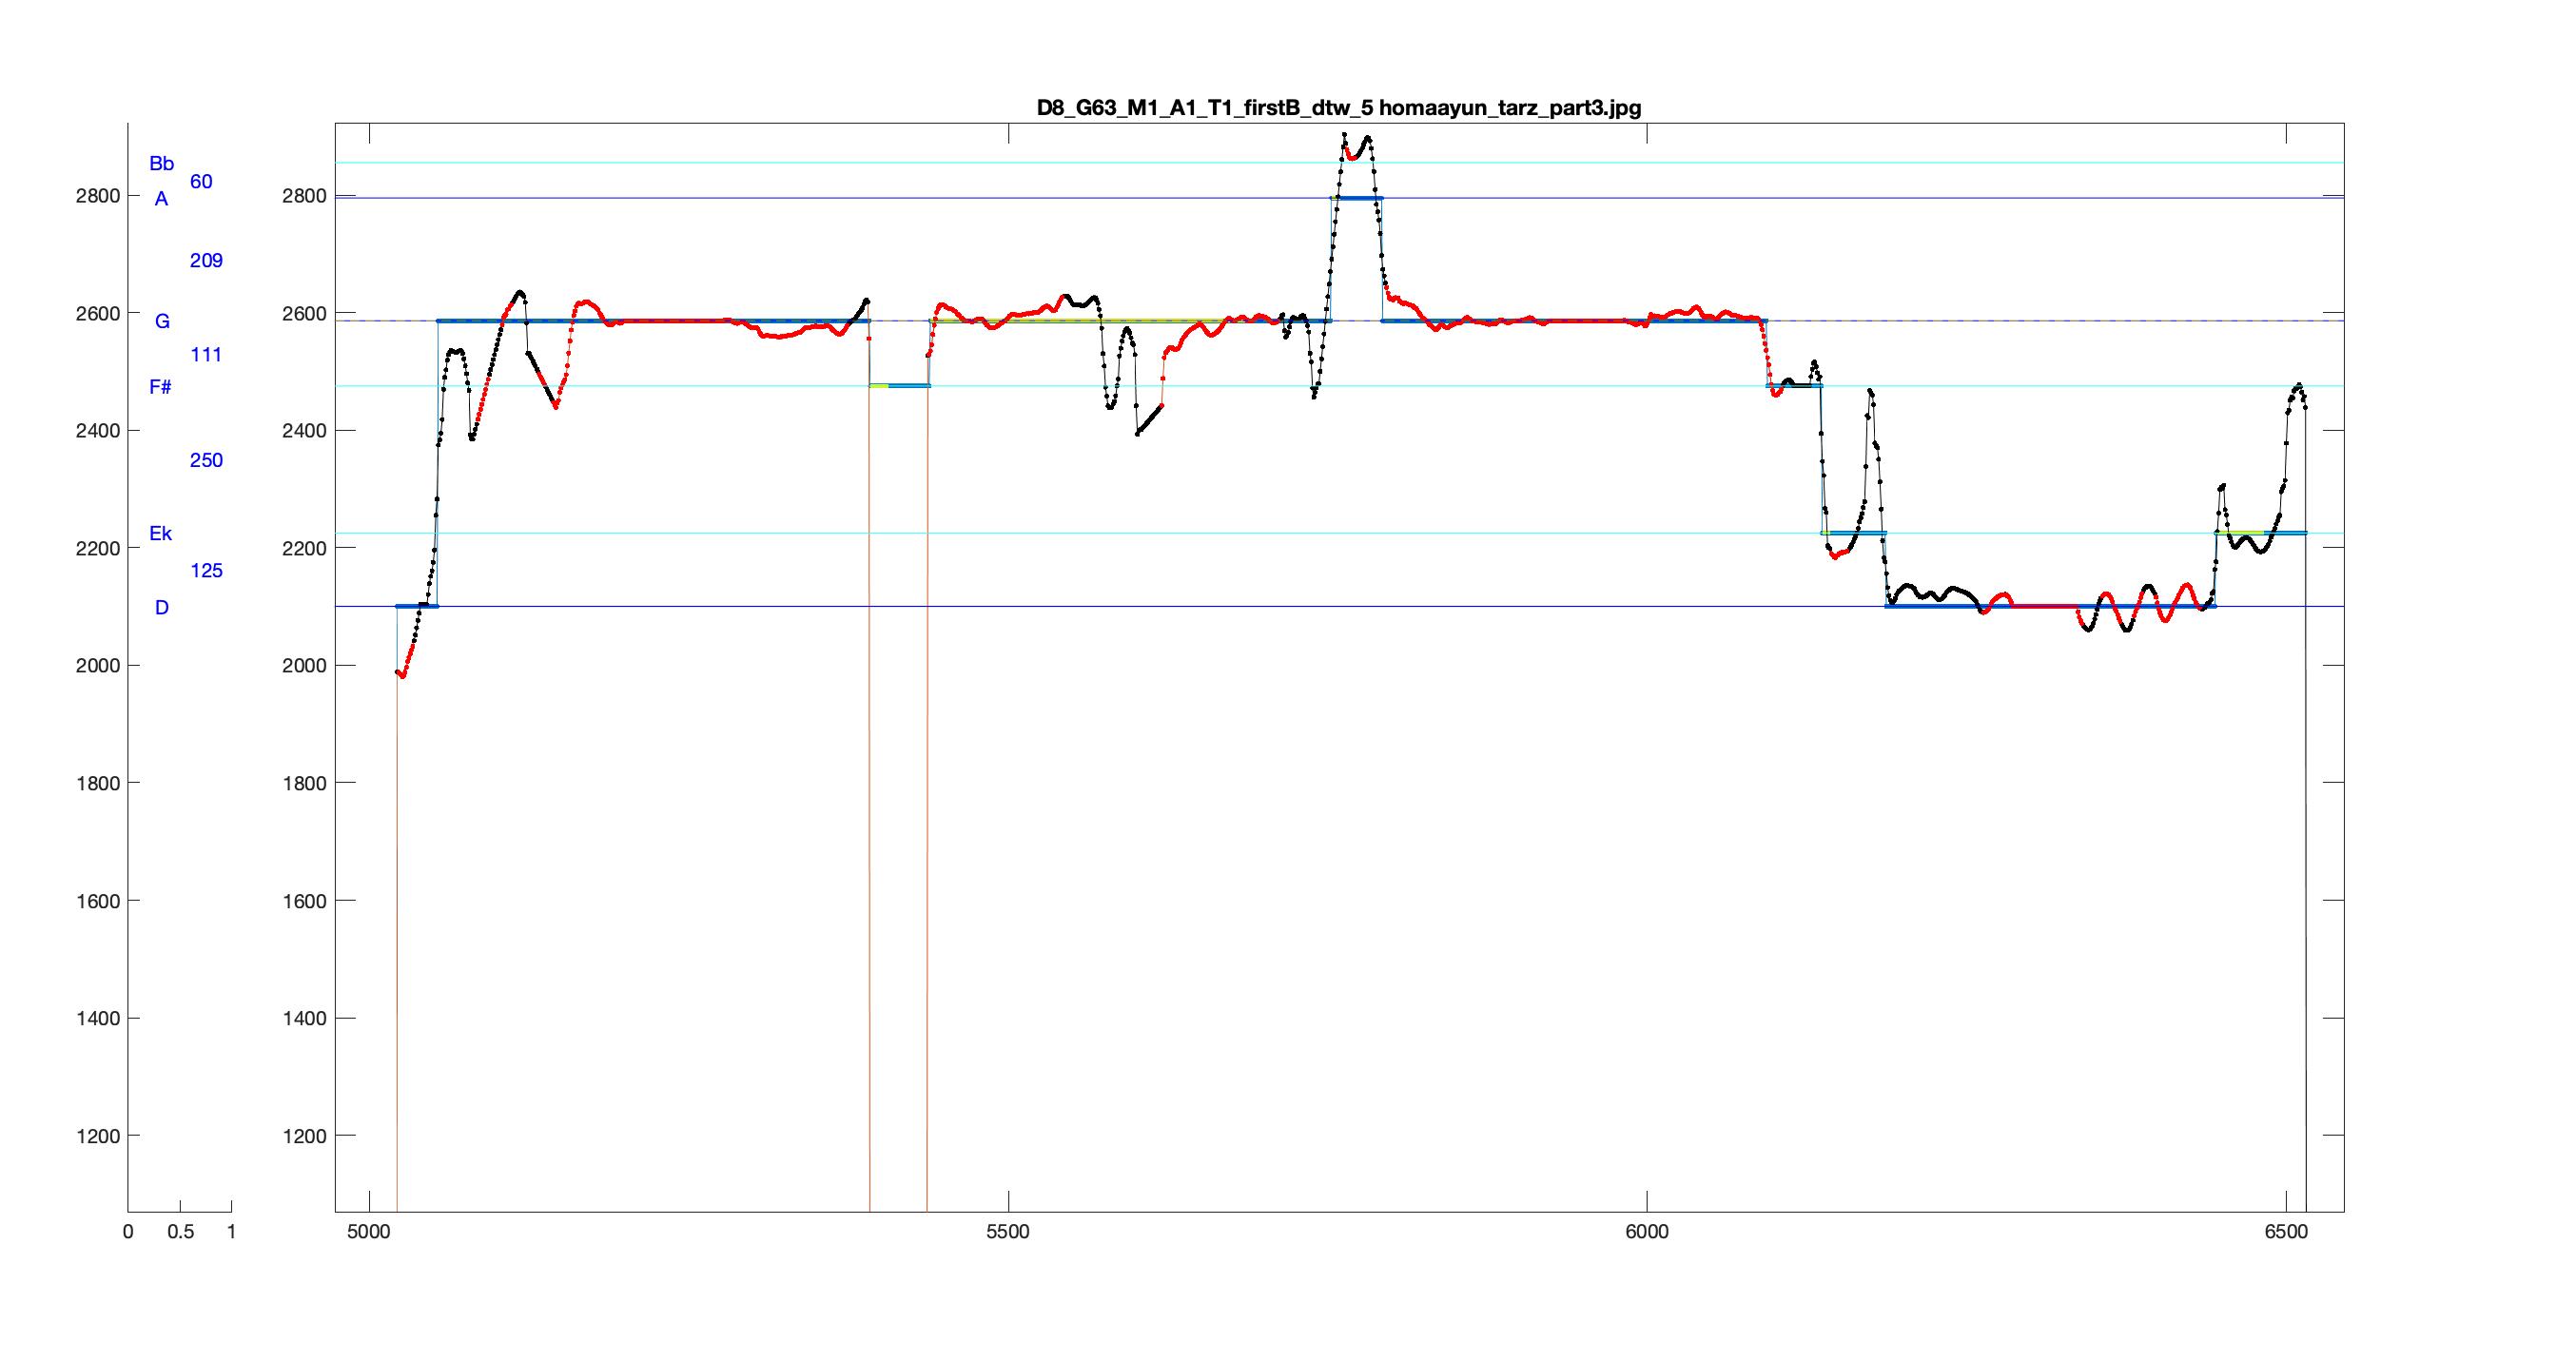 D8_G63_M1_A1_T1_firstB_dtw_5 homaayun_tarz_part3.jpg
Bb
60
2800 A 2800
209
2600 G 2600
111
F#
2400 2400
250
Ek
2200 2200
125
D
2000 2000
1800 1800
1600 1600
1400 1400
1200 1200
0 0.5 1 5000 5500 6000 6500